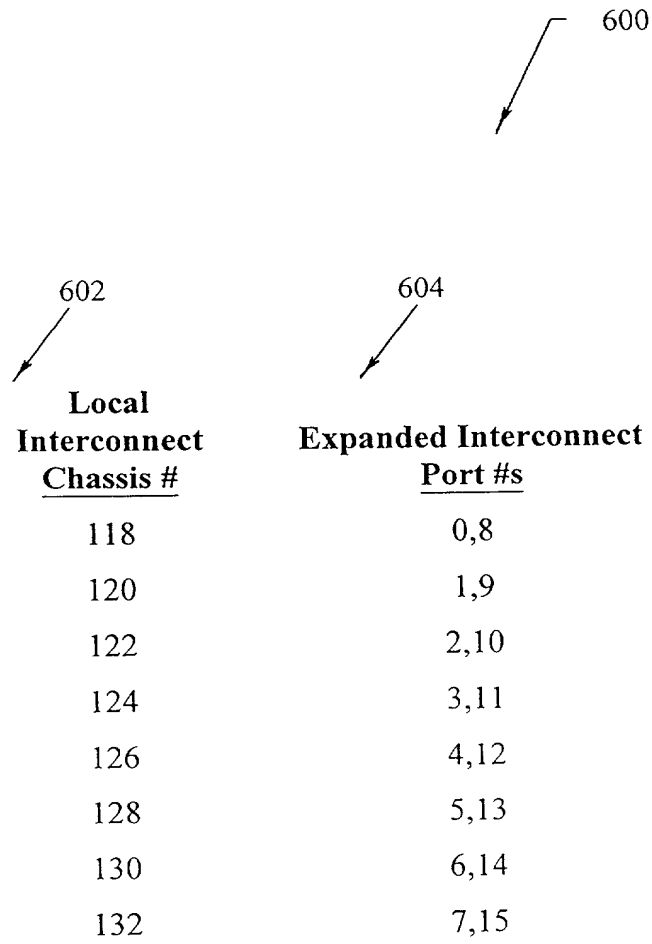 600
602
604
Local
Interconnect
Chassis #
Expanded Interconnect
Port #s
118 0,8
120 1,9
122 2,10
124 3,11
126 4,12
128 5,13
130 6,14
132 7,15